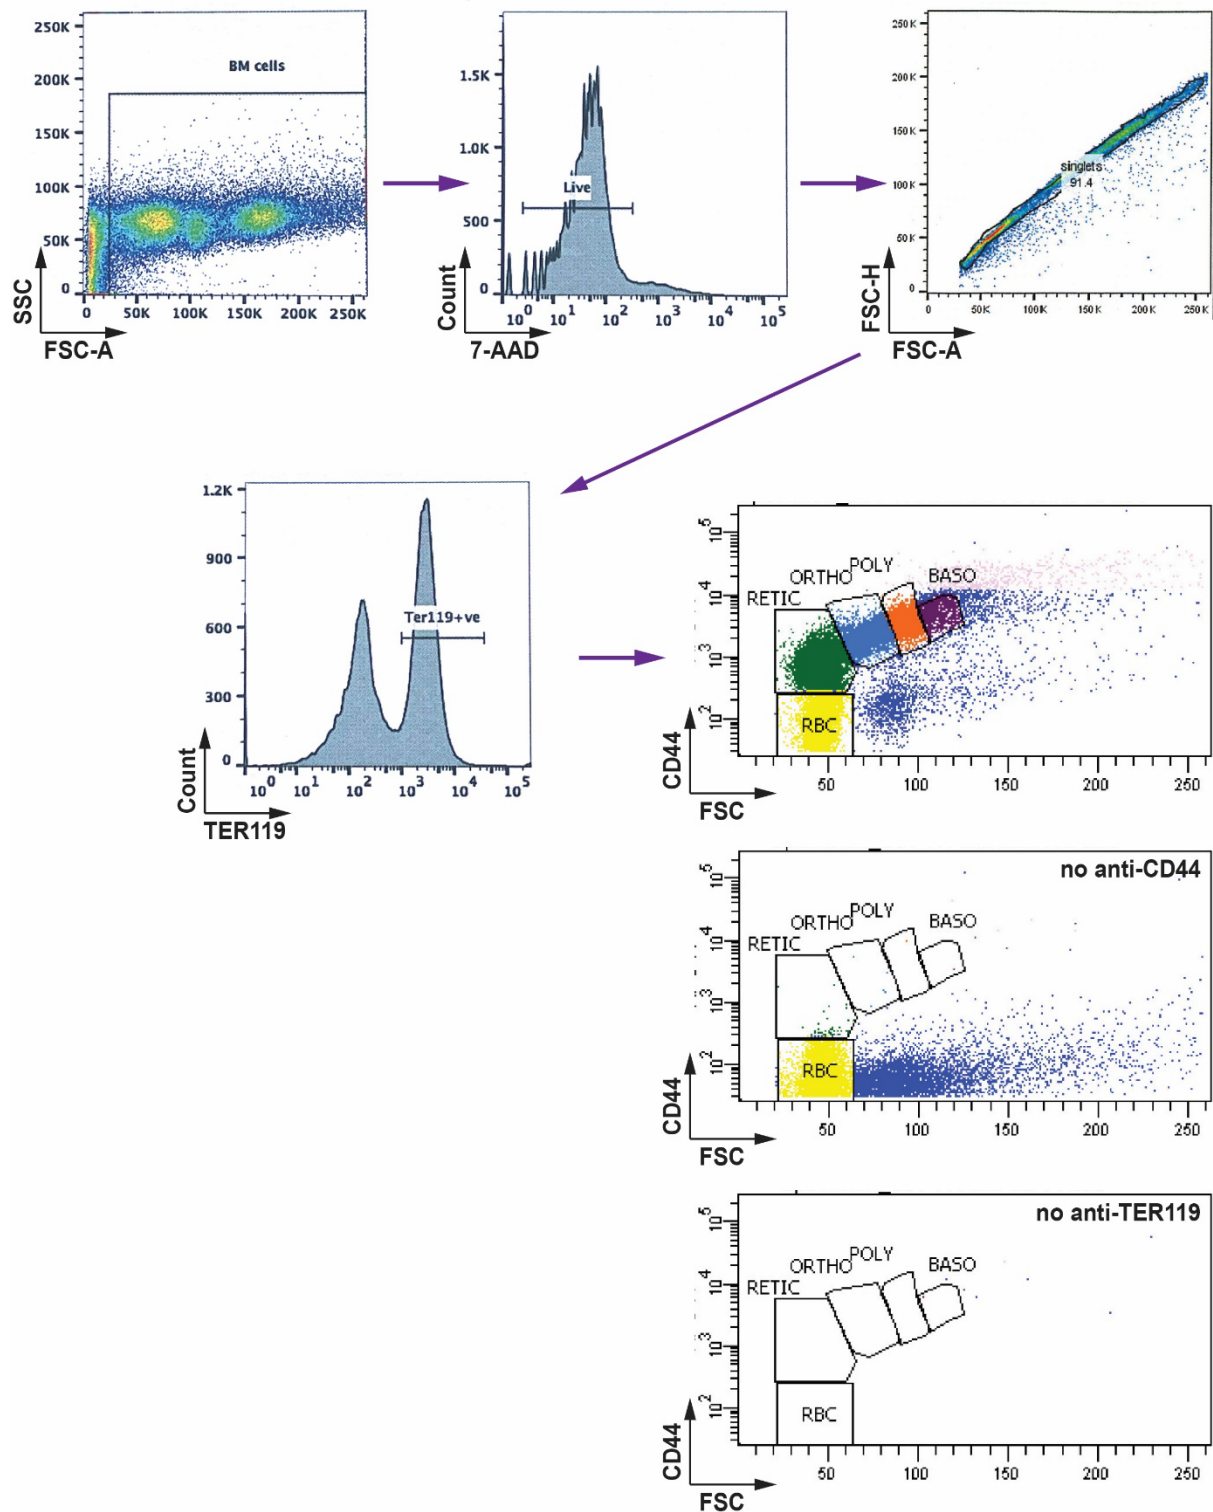 250K
200K
150K
100K
50K
0
BM cells
50K 100K 150K 200K 250K
SSC
FSC-A
1.5K
1.0K
500
0
Live
10^0 10^1 10^2 10^3 10^4 10^5
Count
7-AAD
250K
200K
150K
100K
50K
0
singlets
91.4
0 50K 100K 150K 200K 250K
FSC-H
FSC-A
1.2K
900
600
300
0
Ter119+ve
10^0 10^1 10^2 10^3 10^4 10^5
Count
TER119
10^5
10^4
10^3
10^2
RETIC
ORTHO
POLY
BASO
RBC
50 100 150 200 250
CD44
FSC
no anti-CD44
10^5
10^4
10^3
10^2
RETIC
ORTHO
POLY
BASO
RBC
50 100 150 200 250
CD44
FSC
no anti-TER119
10^5
10^4
10^3
10^2
RETIC
ORTHO
POLY
BASO
RBC
50 100 150 200 250
CD44
FSC